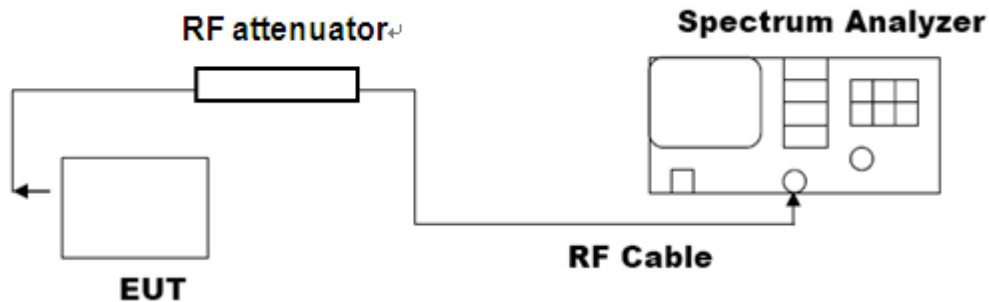 RF attenuator↵
Spectrum Analyzer
RF Cable
EUT